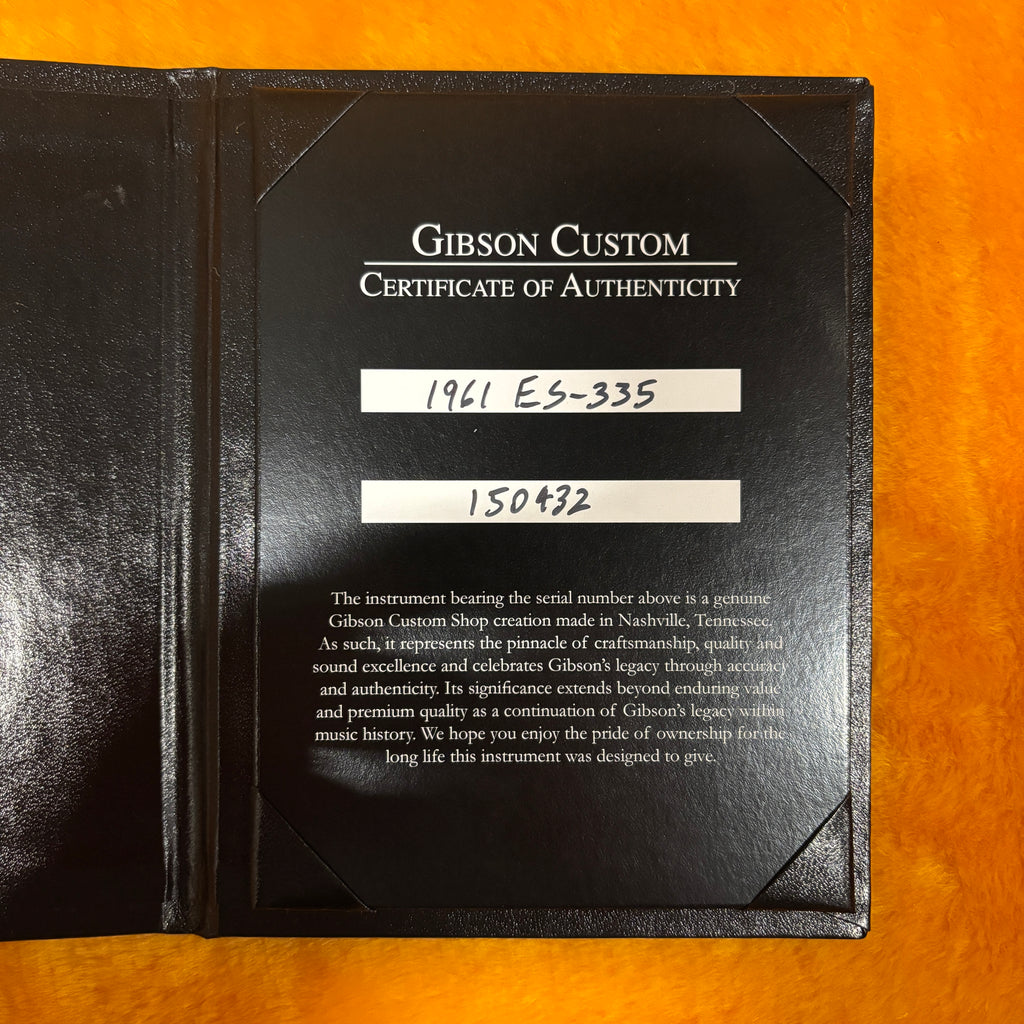 GIBSON CUSTOM
CERTIFICATE OF AUTHENTICITY
1961 ES-335
150432
The instrument bearing the serial number above is a genuine
Gibson Custom Shop creation made in Nashville, Tennessee.
As such, it represents the pinnacle of craftsmanship, quality and
sound excellence and celebrates Gibson's legacy through accuracy
and authenticity. Its significance extends beyond enduring value
and premium quality as a continuation of Gibson's legacy within
music history. We hope you enjoy the pride of ownership for the
long life this instrument was designed to give.